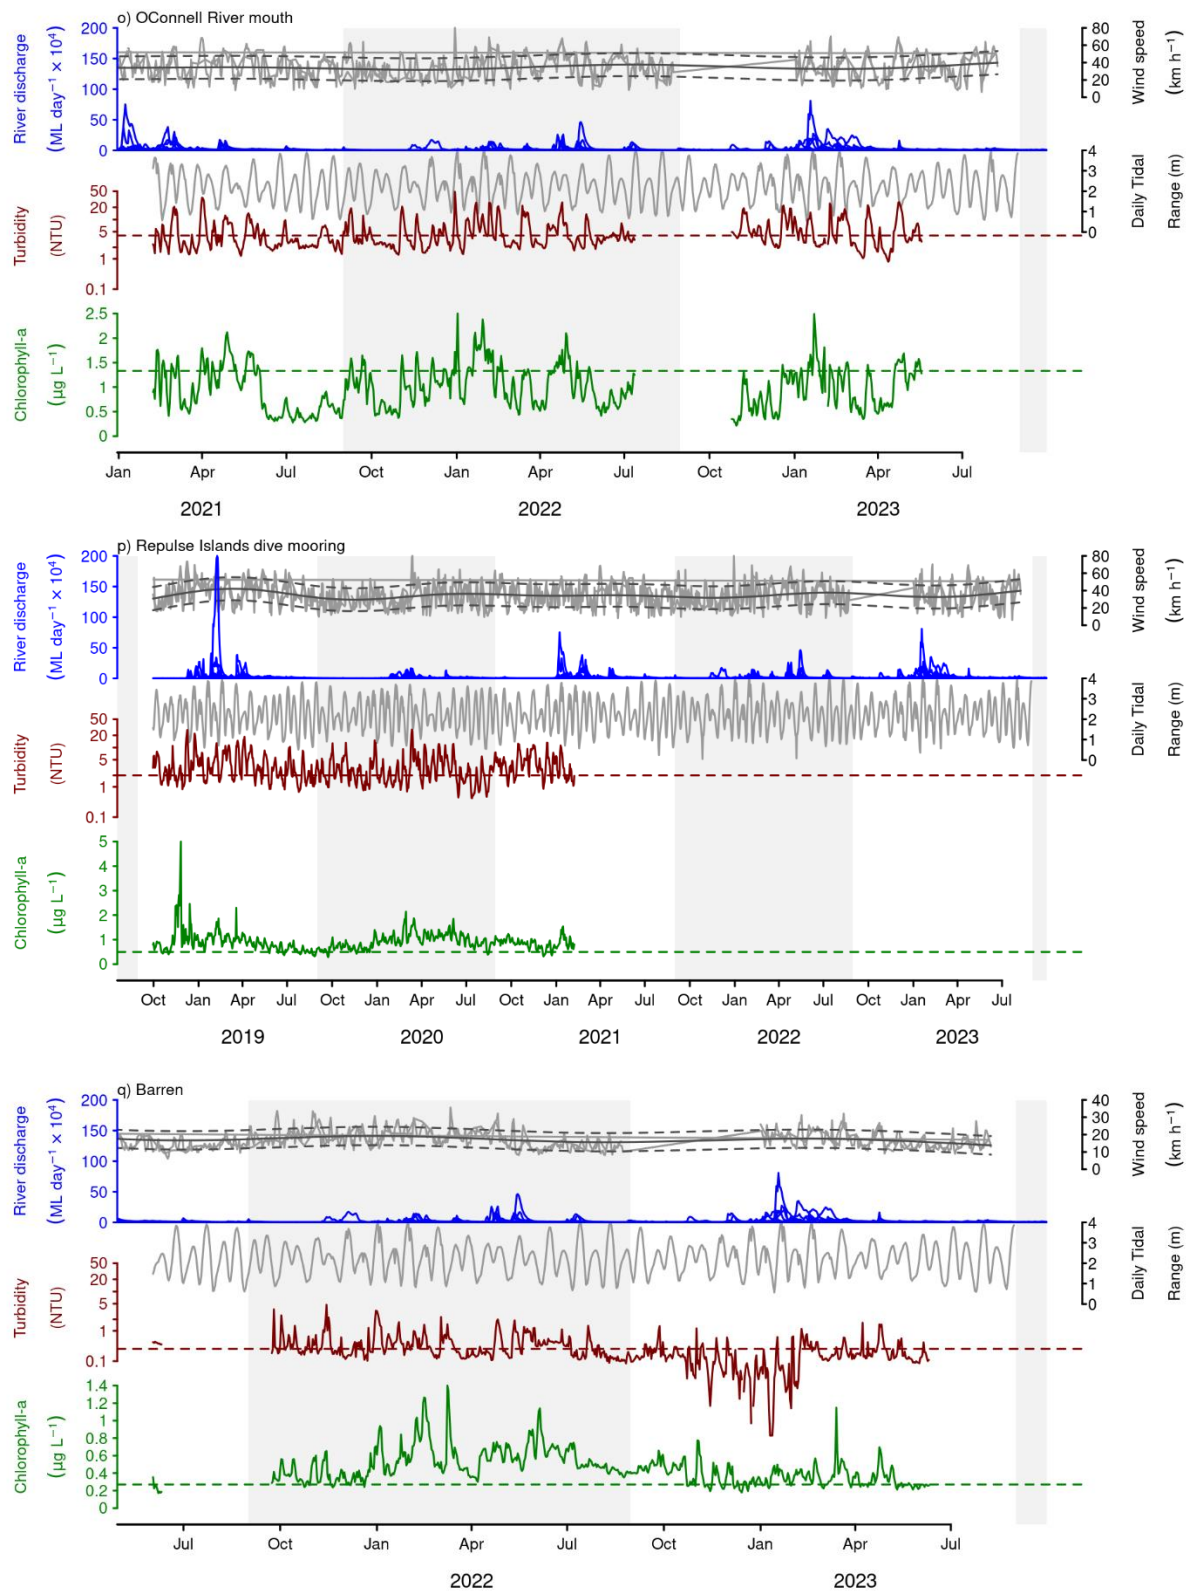 o) OConnell River mouth
River discharge
(ML day⁻¹ × 10⁴)
200
150
100
50
0
80
60
40
20
0
Wind speed
(km h⁻¹)
4
3
2
1
0
Daily Tidal
Range (m)
Turbidity
(NTU)
50
20
5
1
0.1
Chlorophyll-a
(µg L⁻¹)
2.5
2
1.5
1
0.5
0
Jan Apr Jul Oct Jan Apr Jul Oct Jan Apr Jul
2021 2022 2023
p) Repulse Islands dive mooring
River discharge
(ML day⁻¹ × 10⁴)
200
150
100
50
0
80
60
40
20
0
Wind speed
(km h⁻¹)
4
3
2
1
0
Daily Tidal
Range (m)
Turbidity
(NTU)
50
20
5
1
0.1
Chlorophyll-a
(µg L⁻¹)
5
4
3
2
1
0
Oct Jan Apr Jul Oct Jan Apr Jul Oct Jan Apr Jul Oct Jan Apr Jul Oct Jan Apr Jul
2019 2020 2021 2022 2023
q) Barren
River discharge
(ML day⁻¹ × 10⁴)
200
150
100
50
0
40
30
20
10
0
Wind speed
(km h⁻¹)
4
3
2
1
0
Daily Tidal
Range (m)
Turbidity
(NTU)
50
20
5
1
0.1
Chlorophyll-a
(µg L⁻¹)
1.4
1.2
1
0.8
0.6
0.4
0.2
0
Jul Oct Jan Apr Jul Oct Jan Apr Jul
2022 2023